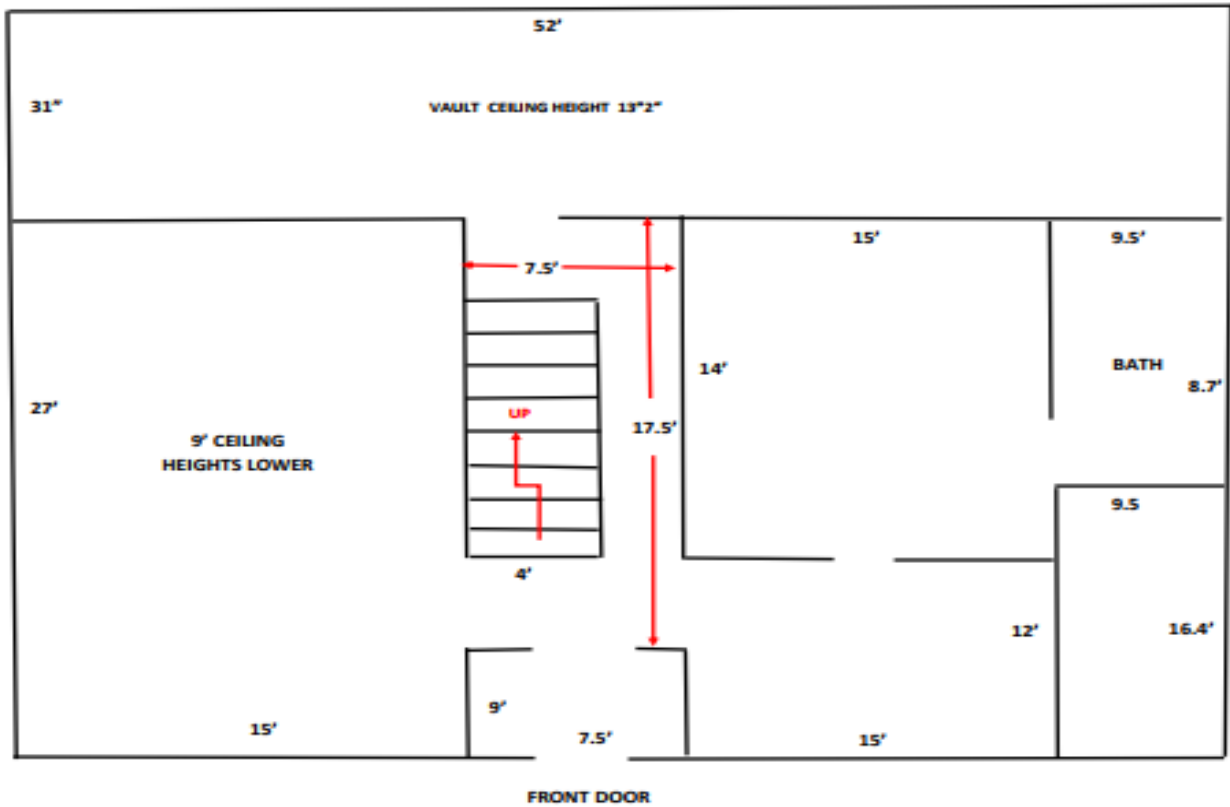 52’
31”
VAULT CEILING HEIGHT 13”2”
15’
9.5’
7.5’
14’
BATH
8.7’
27’
UP
17.5’
9’ CEILING
HEIGHTS LOWER
9.5
4’
12’
16.4’
9’
15’
7.5’
15’
FRONT DOOR